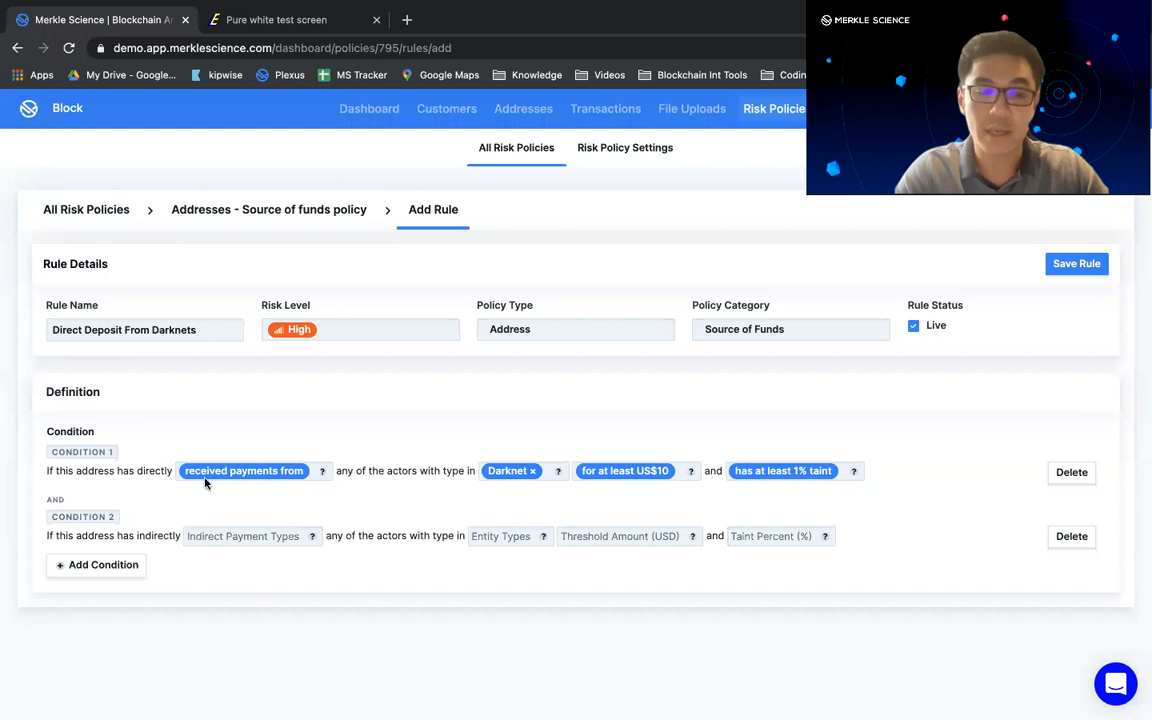 Merkle Science | Blockchain An
Pure white test screen
demo.app.merklescience.com/dashboard/policies/795/rules/add
Apps
My Drive - Google...
kipwise
Plexus
MS Tracker
Google Maps
Knowledge
Videos
Blockchain Int Tools
Coding
MERKLE SCIENCE
Block
Dashboard
Customers
Addresses
Transactions
File Uploads
Risk Policies
All Risk Policies
Risk Policy Settings
All Risk Policies > Addresses - Source of funds policy > Add Rule
Rule Details
Save Rule
Rule Name
Risk Level
Policy Type
Policy Category
Rule Status
Direct Deposit From Darknets
High
Address
Source of Funds
Live
Definition
Condition
CONDITION 1
If this address has directly received payments from ? any of the actors with type in Darknet × ? for at least US$10 ? and has at least 1% taint ?
Delete
AND
CONDITION 2
If this address has indirectly Indirect Payment Types ? any of the actors with type in Entity Types ? Threshold Amount (USD) ? and Taint Percent (%) ?
Delete
+ Add Condition